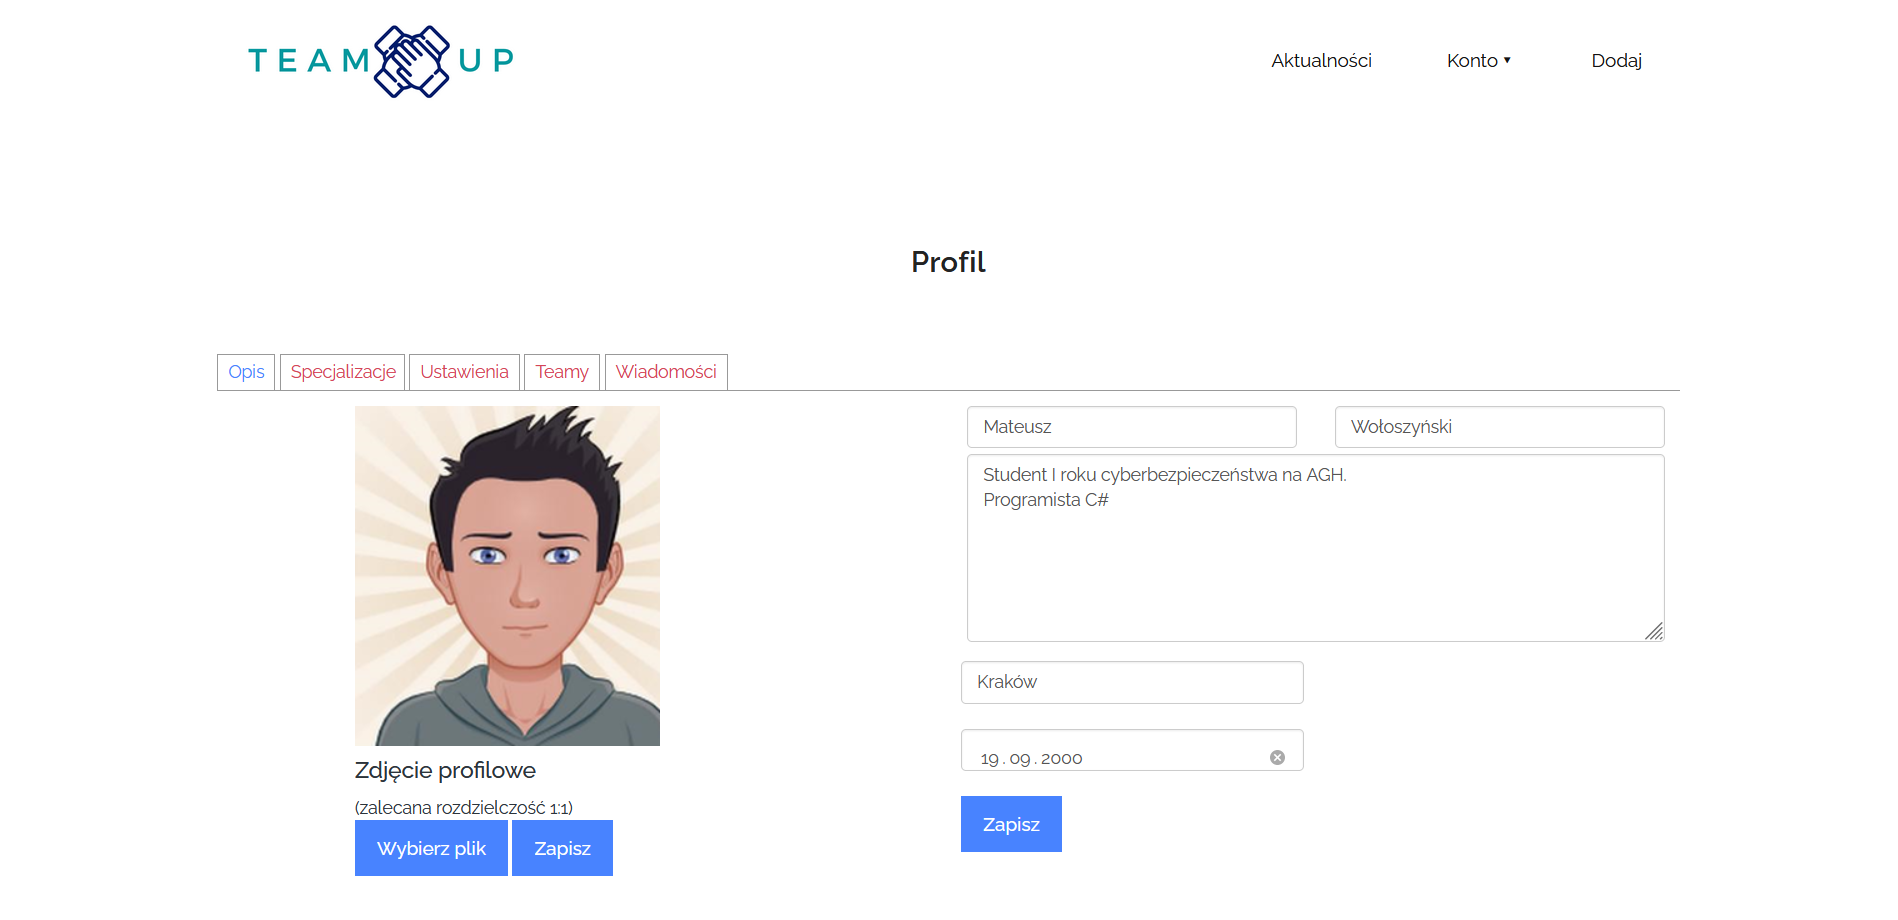 TEAM UP
Aktualności Konto ▾ Dodaj
Profil
Opis Specjalizacje Ustawienia Teamy Wiadomości
Mateusz Wołoszyński
Student I roku cyberbezpieczeństwa na AGH.
Programista C#
Kraków
19 . 09 . 2000
Zapisz
Zdjęcie profilowe
(zalecana rozdzielczość 1:1)
Wybierz plik Zapisz